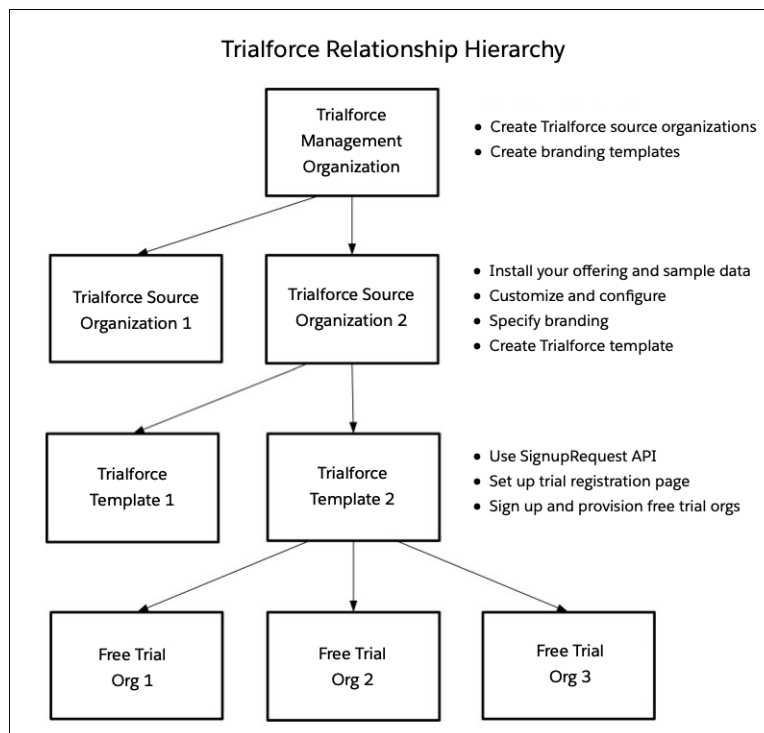 Trialforce Relationship Hierarchy
Trialforce
Management
Organization
• Create Trialforce source organizations
• Create branding templates
Trialforce Source
Organization 1
Trialforce Source
Organization 2
• Install your offering and sample data
• Customize and configure
• Specify branding
• Create Trialforce template
Trialforce
Template 1
Trialforce
Template 2
• Use SignupRequest API
• Set up trial registration page
• Sign up and provision free trial orgs
Free Trial
Org 1
Free Trial
Org 2
Free Trial
Org 3